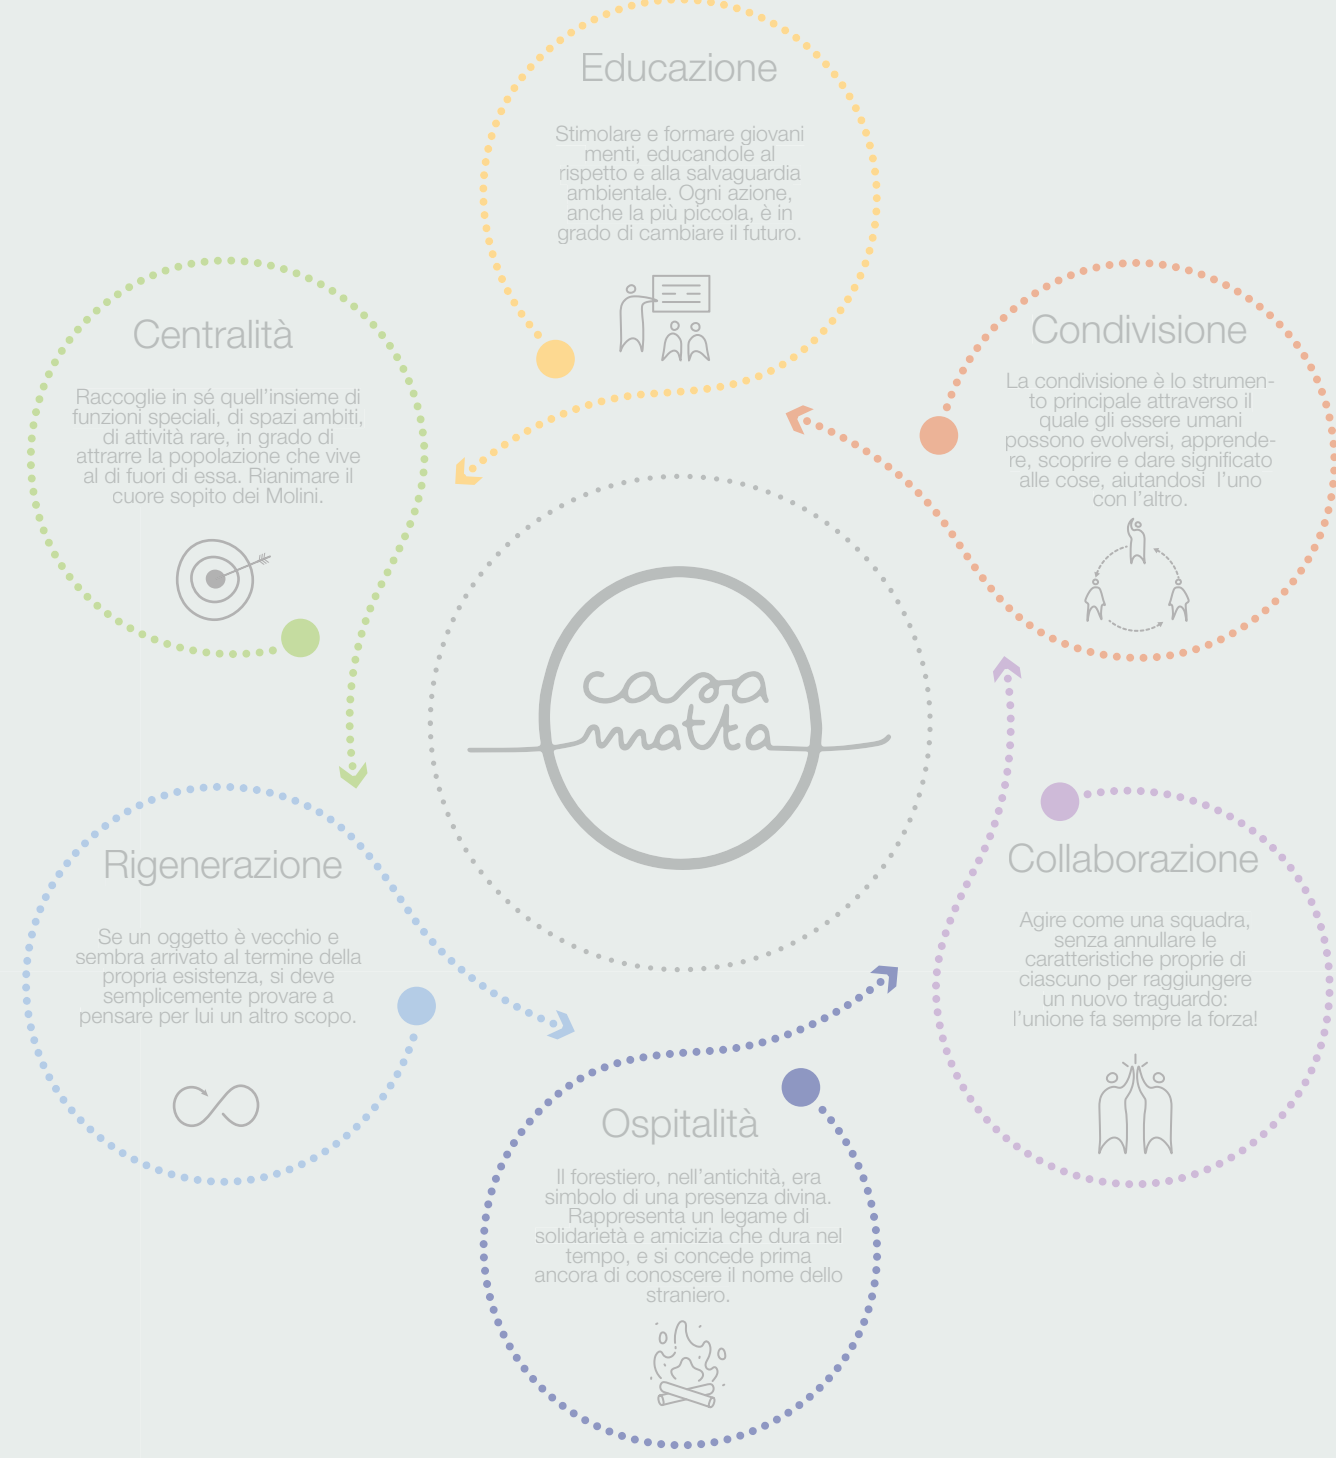 Educazione
Stimolare e formare giovani
menti, educandole al
rispetto e alla salvaguardia
ambientale. Ogni azione,
anche la più piccola, è in
grado di cambiare il futuro.
Centralità
Raccoglie in sé quell'insieme di
funzioni speciali, di spazi ambiti,
di attività rare, in grado di
attrarre la popolazione che vive
al di fuori di essa. Rianimare il
cuore sopito dei Molini.
Condivisione
La condivisione è lo strumen-
to principale attraverso il
quale gli essere umani
possono evolversi, apprende-
re, scoprire e dare significato
alle cose, aiutandosi l'uno
con l'altro.
casa
matta
Rigenerazione
Se un oggetto è vecchio e
sembra arrivato al termine della
propria esistenza, si deve
semplicemente provare a
pensare per lui un altro scopo.
Collaborazione
Agire come una squadra,
senza annullare le
caratteristiche proprie di
ciascuno per raggiungere
un nuovo traguardo:
l'unione fa sempre la forza!
Ospitalità
Il forestiero, nell'antichità, era
simbolo di una presenza divina.
Rappresenta un legame di
solidarietà e amicizia che dura nel
tempo, e si concede prima
ancora di conoscere il nome dello
straniero.